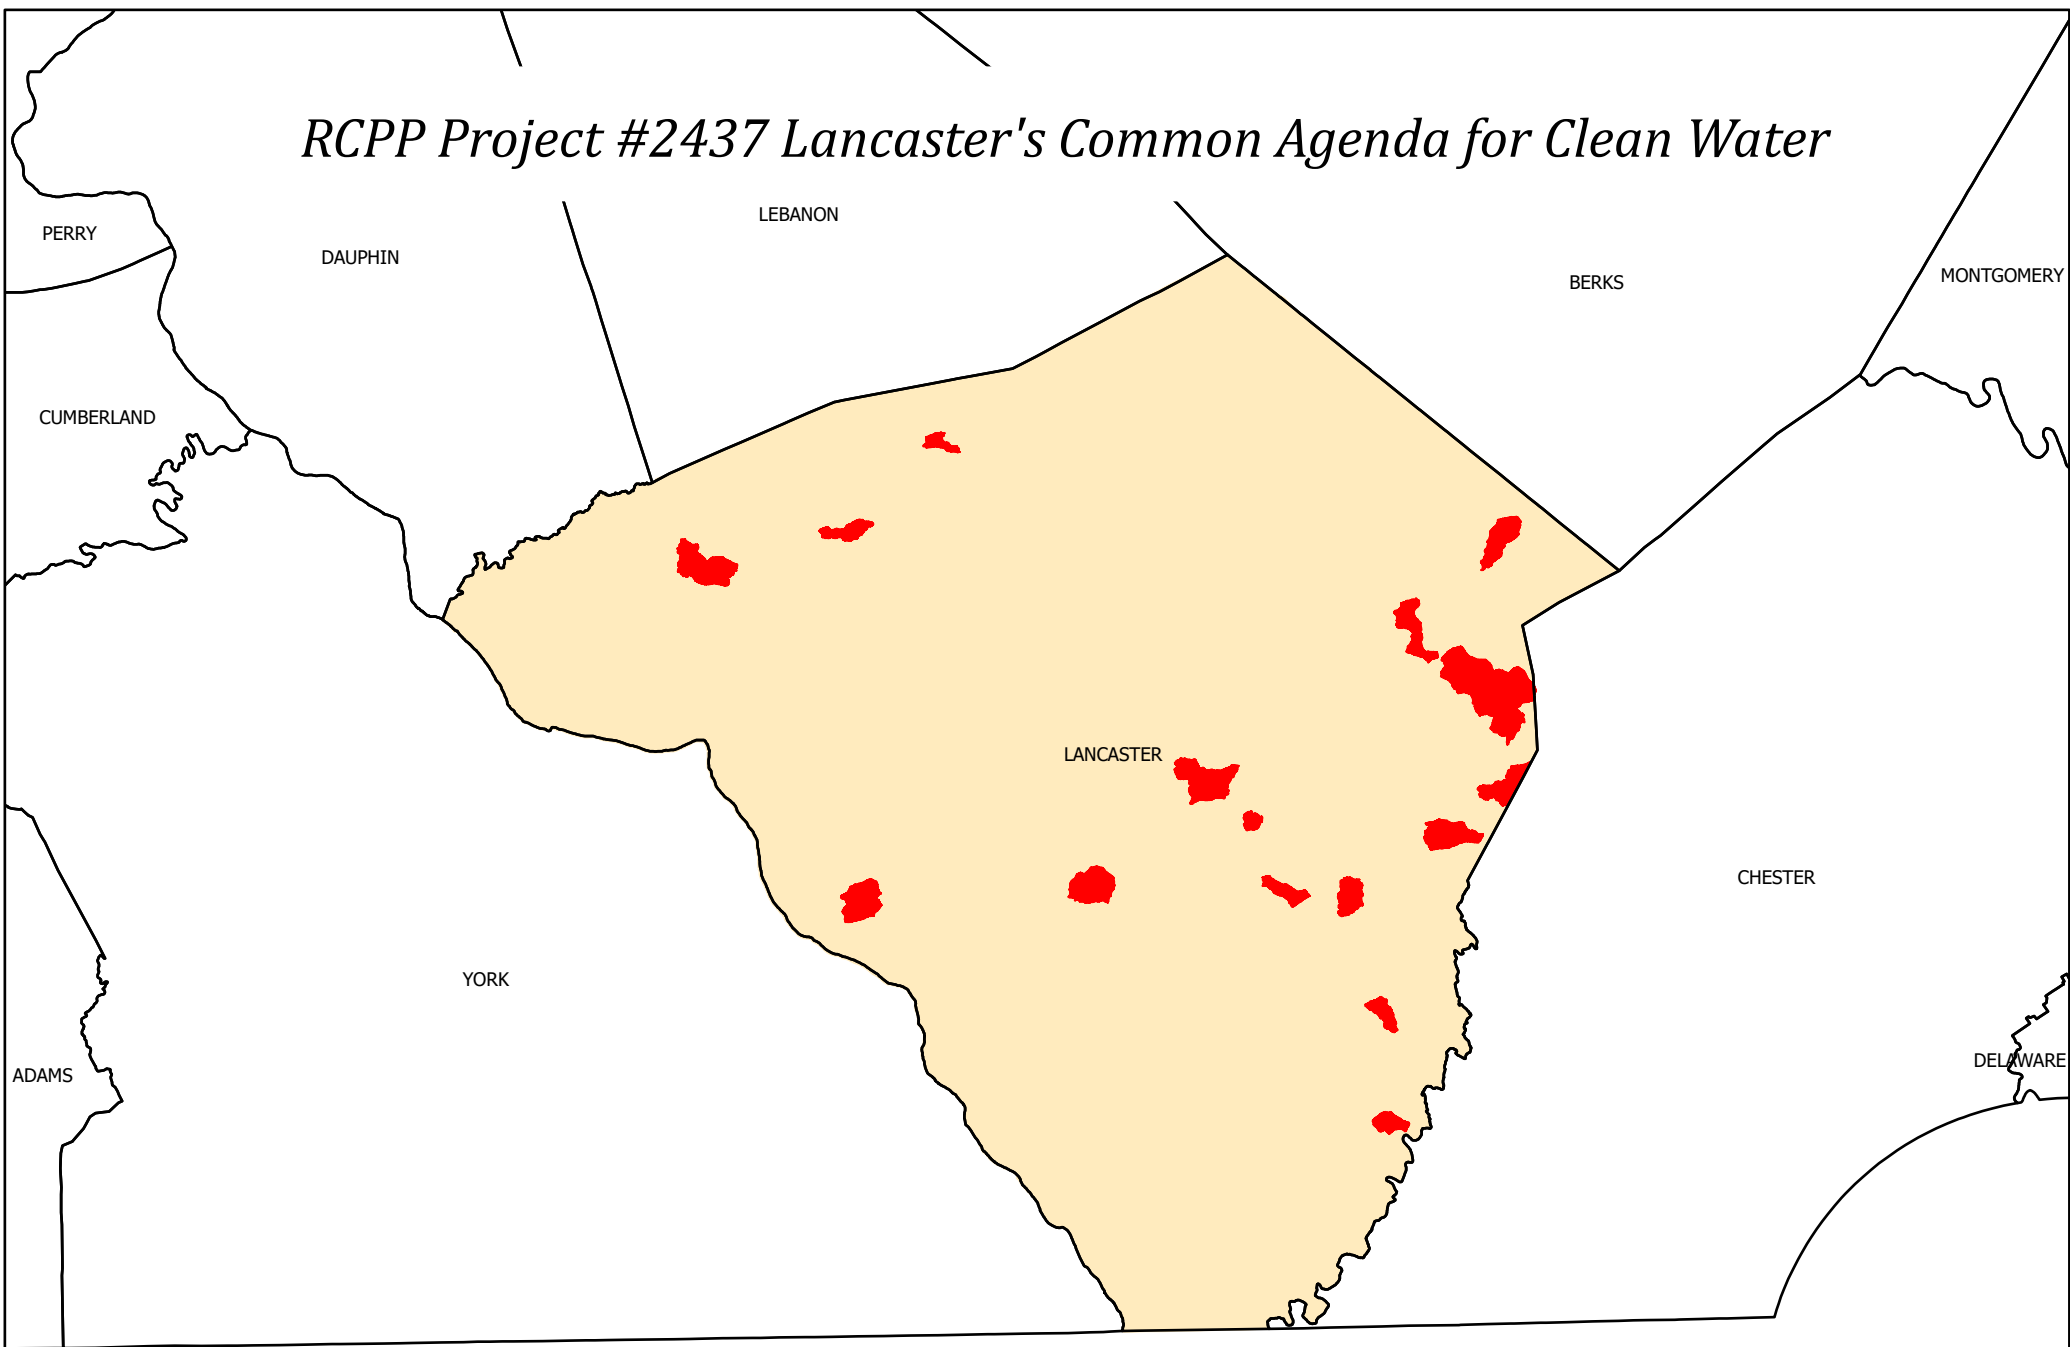 RCPP Project #2437 Lancaster's Common Agenda for Clean Water
LEBANON
PERRY
DAUPHIN
MONTGOMERY
BERKS
CUMBERLAND
LANCASTER
CHESTER
YORK
DELAWARE
ADAMS